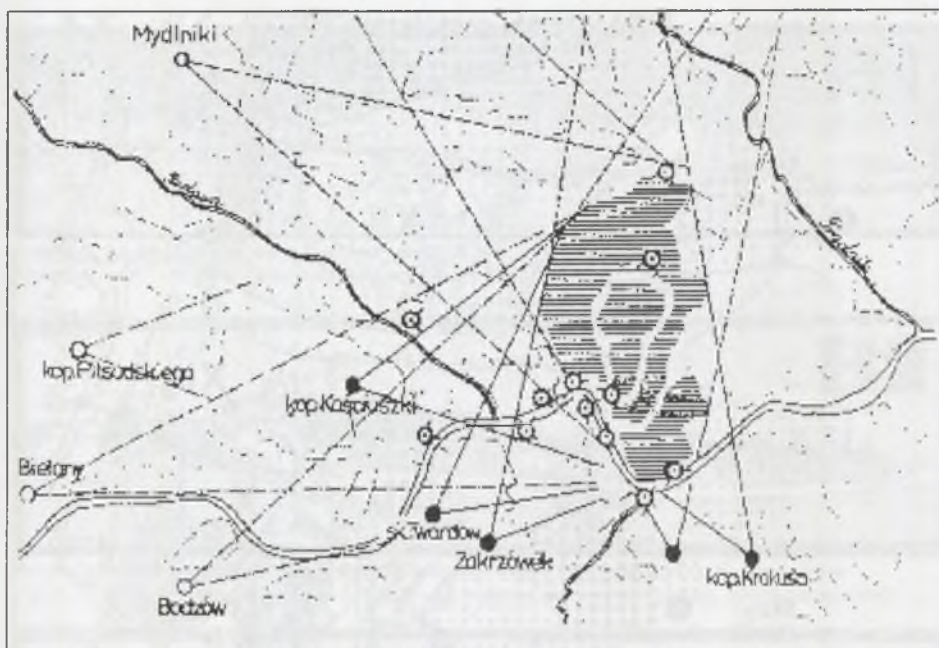 Mydlniki
kop. Piłsudskiego
kop. Kościuszki
Bielany
sk. Twardow.
Zakrzówek
kop. Krakusa
Bodzów